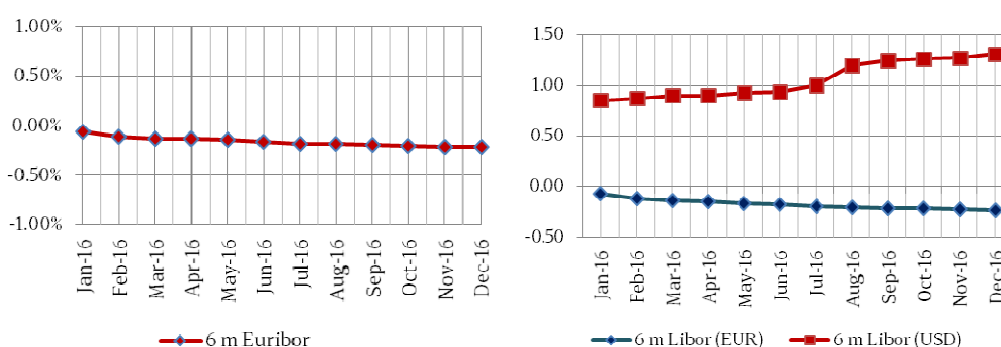 1.00%
0.50%
0.00%
-0.50%
-1.00%
Jan-16
Feb-16
Mar-16
Apr-16
May-16
Jun-16
Jul-16
Aug-16
Sep-16
Oct-16
Nov-16
Dec-16
6 m Euribor
1.50
1.00
0.50
0.00
-0.50
Jan-16
Feb-16
Mar-16
Apr-16
May-16
Jun-16
Jul-16
Aug-16
Sep-16
Oct-16
Nov-16
Dec-16
6 m Libor (EUR)
6 m Libor (USD)